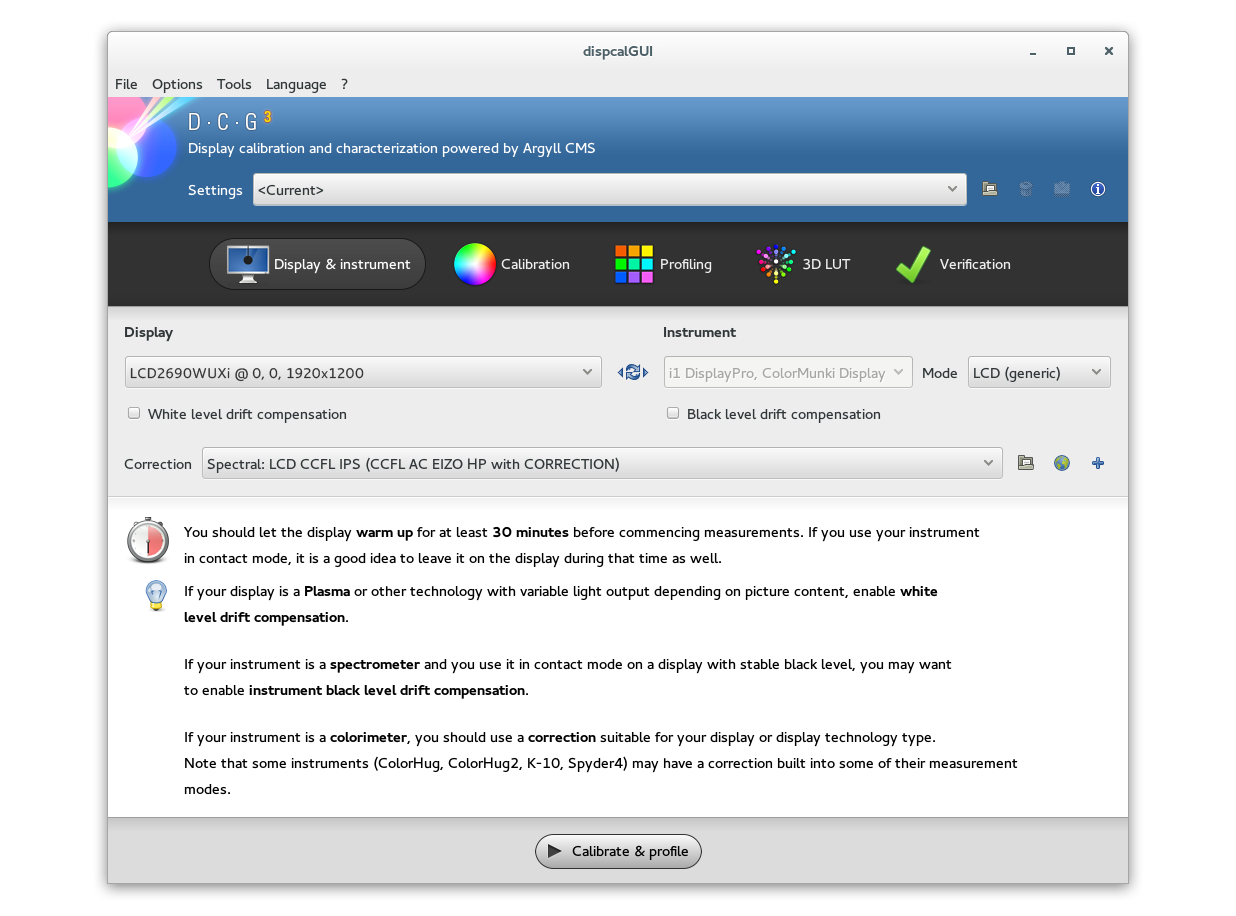 dispcalGUI
File Options Tools Language ?
D·C·G 3
Display calibration and characterization powered by Argyll CMS
Settings <Current>
Display & instrument Calibration Profiling 3D LUT Verification
Display Instrument
LCD2690WUXi @ 0, 0, 1920x1200 i1 DisplayPro, ColorMunki Display Mode LCD (generic)
White level drift compensation Black level drift compensation
Correction Spectral: LCD CCFL IPS (CCFL AC EIZO HP with CORRECTION)
You should let the display warm up for at least 30 minutes before commencing measurements. If you use your instrument
in contact mode, it is a good idea to leave it on the display during that time as well.
If your display is a Plasma or other technology with variable light output depending on picture content, enable white
level drift compensation.
If your instrument is a spectrometer and you use it in contact mode on a display with stable black level, you may want
to enable instrument black level drift compensation.
If your instrument is a colorimeter, you should use a correction suitable for your display or display technology type.
Note that some instruments (ColorHug, ColorHug2, K-10, Spyder4) may have a correction built into some of their measurement
modes.
Calibrate & profile